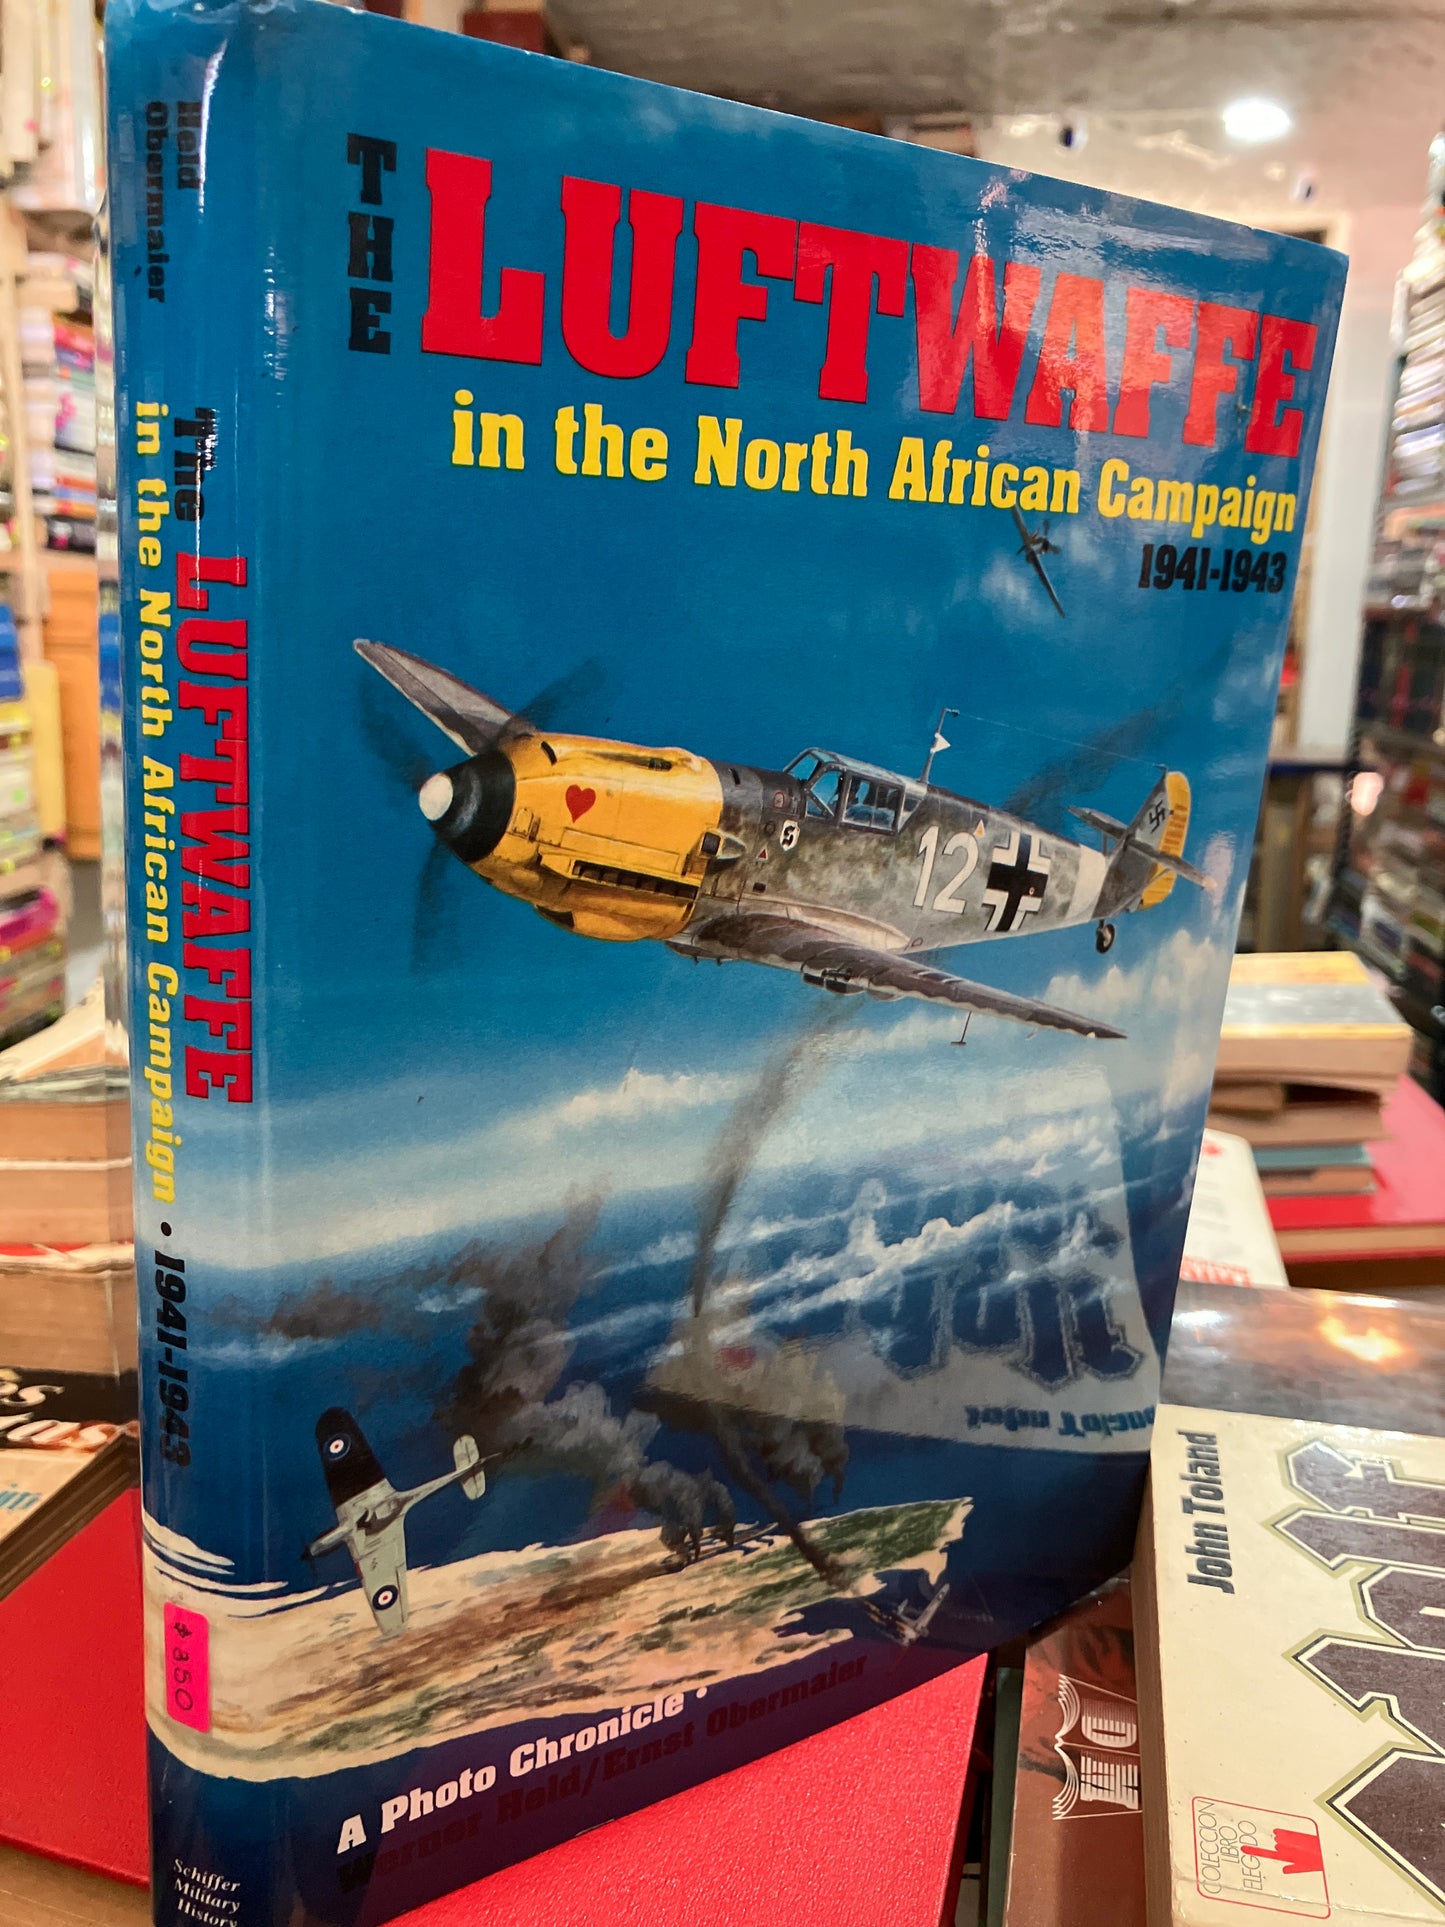 THE
LUFTWAFFE
in the North African Campaign
1941-1943
12
A Photo Chronicle •
Werner Held/Ernst Obermaier
Held
Obermaier
The LUFTWAFFE
in the North African Campaign • 1941-1943
$850
Schiffer
Military
History
John Toland
COLECCION
LIBRO
ELEGIDO